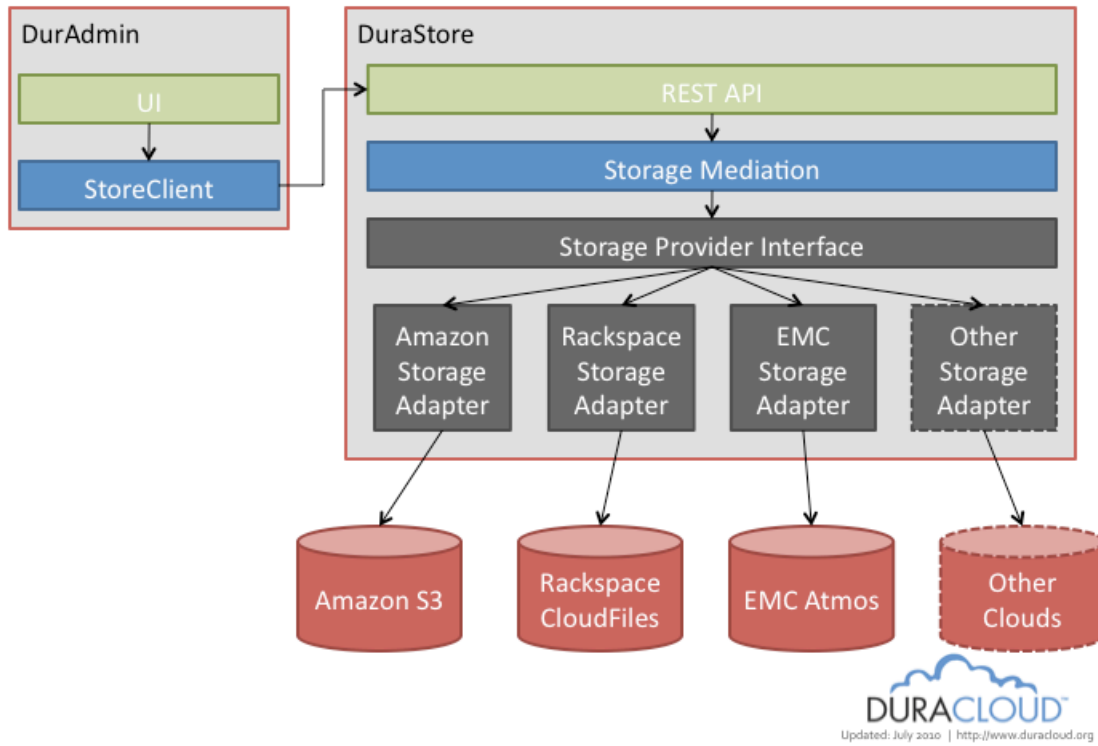 DurAdmin
UI
StoreClient
DuraStore
REST API
Storage Mediation
Storage Provider Interface
Amazon
Storage
Adapter
Rackspace
Storage
Adapter
EMC
Storage
Adapter
Other
Storage
Adapter
Amazon S3
Rackspace
CloudFiles
EMC Atmos
Other
Clouds
DURACLOUD™
Updated: July 2010 | http://www.duracloud.org